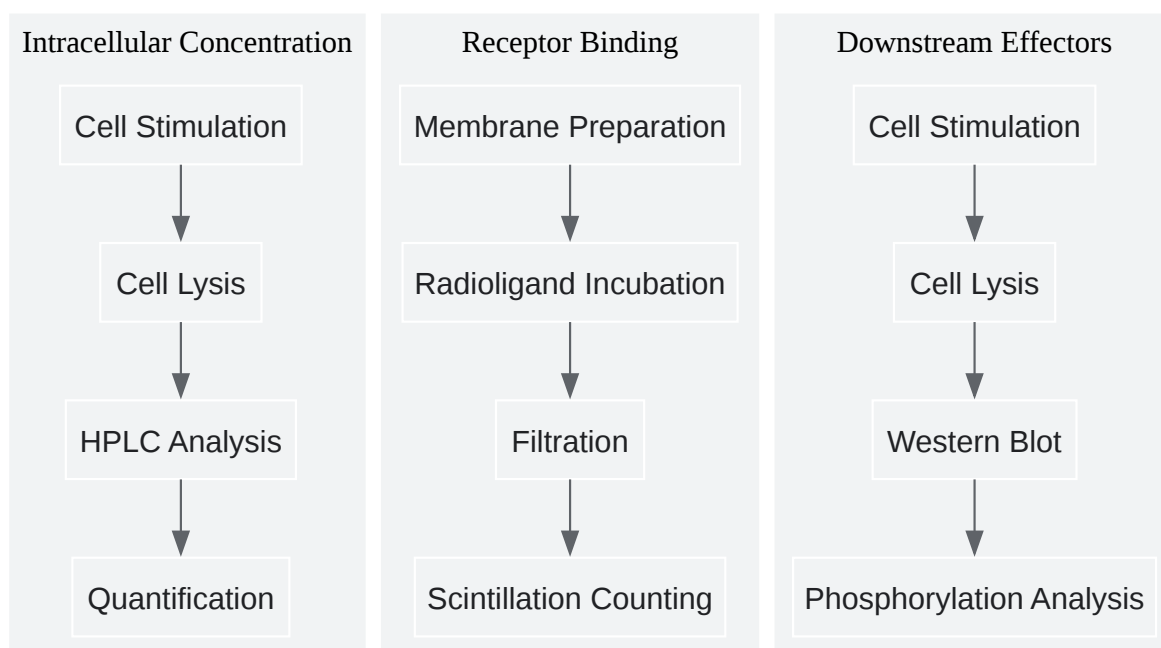 Intracellular Concentration
Cell Stimulation
Cell Lysis
HPLC Analysis
Quantification
Receptor Binding
Membrane Preparation
Radioligand Incubation
Filtration
Scintillation Counting
Downstream Effectors
Cell Stimulation
Cell Lysis
Western Blot
Phosphorylation Analysis